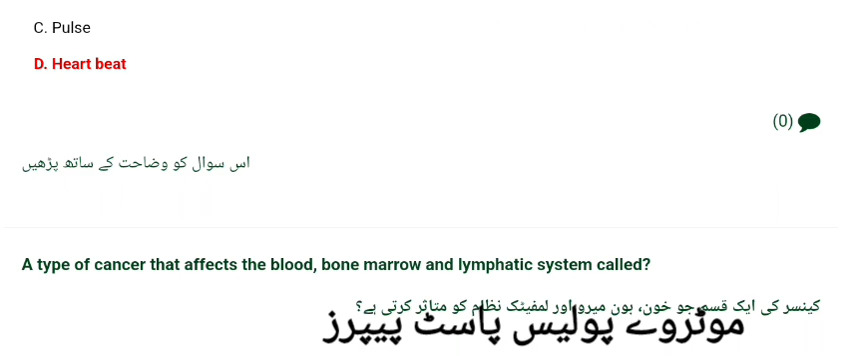 C. Pulse
D. Heart beat
(0)
اس سوال کو وضاحت کے ساتھ پڑھیں
A type of cancer that affects the blood, bone marrow and lymphatic system called?
کینسر کی ایک قسم جو خون، بون میرو اور لمفیٹک نظام کو متاثر کرتی ہے؟
موٹروے پولیس پاسٹ پیپرز